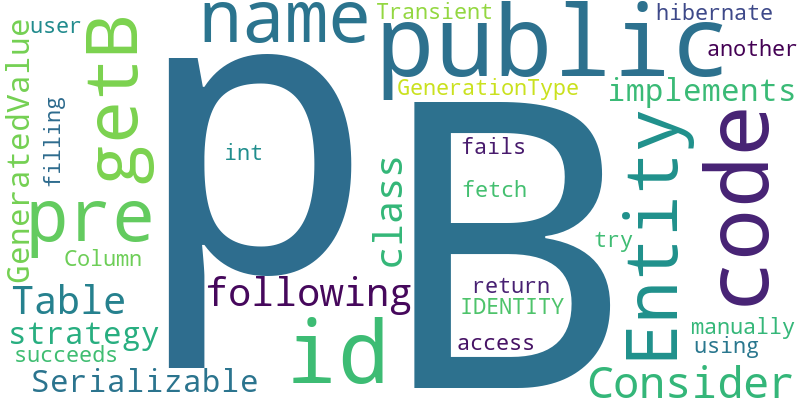 user
name
Transient
public
hibernate
another
GeneratedValue
filling
getB
p
int
GenerationType
implements
B
fails
fetch
class
Entity
code
pre
Column
try
following
return
IDENTITY
Table
strategy
succeeds
Serializable
id
access
manually
using
Consider